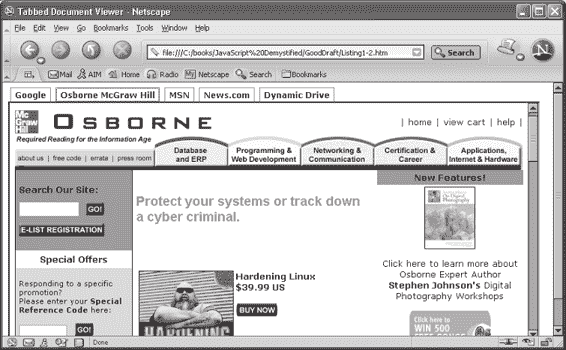 Tabbed Document Viewer - Netscape
File Edit View Go Bookmarks Tools Window Help
file:///C:/books/JavaScript%20Demystified/GoodDraft/Listing1-2.htm Search
Mail AIM Home Radio Netscape Search Bookmarks
Google Osborne McGraw Hill MSN News.com Dynamic Drive
Mc Graw Hill OSBORNE | home | view cart | help |
Required Reading for the Information Age
about us | free code | errata | press room
Database and ERP
Programming & Web Development
Networking & Communication
Certification & Career
Applications, Internet & Hardware
Search Our Site:
GO!
E-LIST REGISTRATION
Special Offers
Responding to a specific
promotion?
Please enter your Special
Reference Code here:
GO!
Protect your systems or track down
a cyber criminal.
Hardening Linux
$39.99 US
BUY NOW
HARDENING
New Features!
Click here to learn more about
Osborne Expert Author
Stephen Johnson's Digital
Photography Workshops
Click to
WIN 500
Done